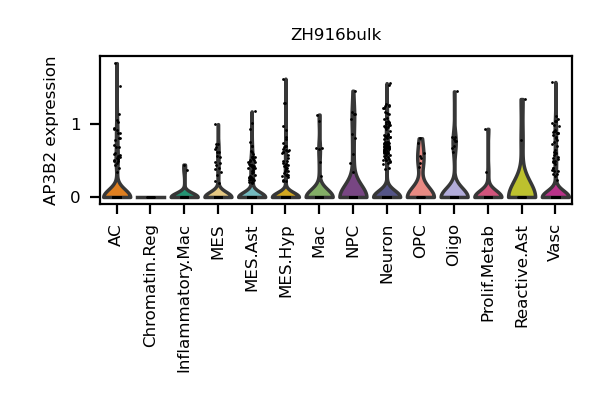 ZH916bulk
AP3B2 expression
1
0
AC
Chromatin.Reg
Inflammatory.Mac
MES
MES.Ast
MES.Hyp
Mac
NPC
Neuron
OPC
Oligo
Prolif.Metab
Reactive.Ast
Vasc